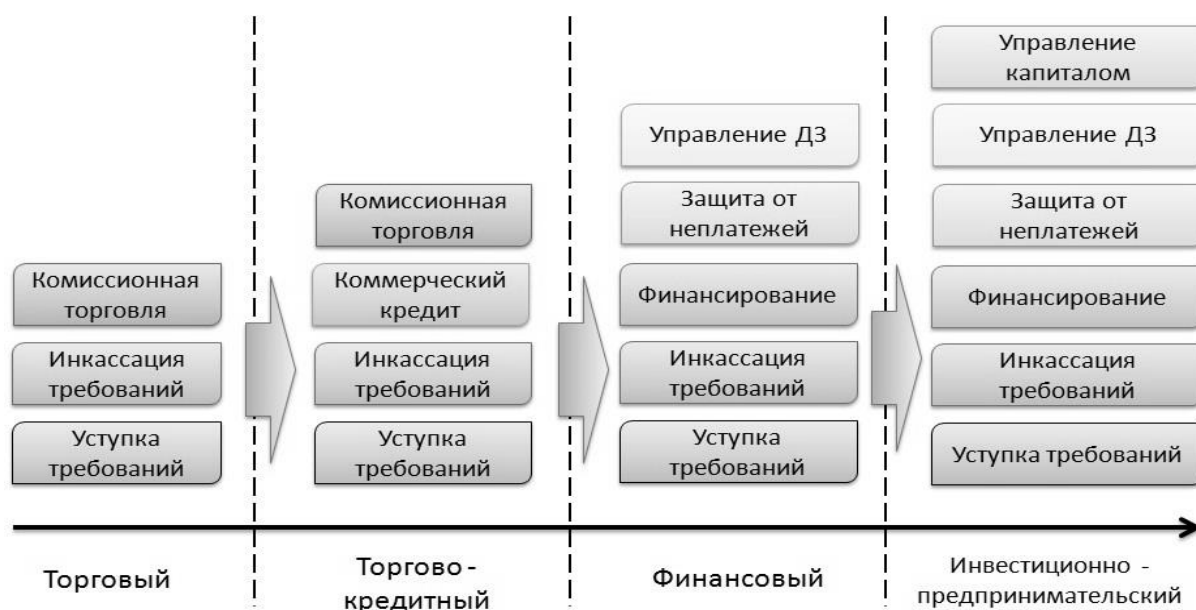 Комиссионная
торговля
Инкассация
требований
Уступка
требований
Комиссионная
торговля
Коммерческий
кредит
Инкассация
требований
Уступка
требований
Управление ДЗ
Защита от
неплатежей
Финансирование
Инкассация
требований
Уступка
требований
Управление
капиталом
Управление ДЗ
Защита от
неплатежей
Финансирование
Инкассация
требований
Уступка требований
Торговый
Торгово -
кредитный
Финансовый
Инвестиционно -
предпринимательский